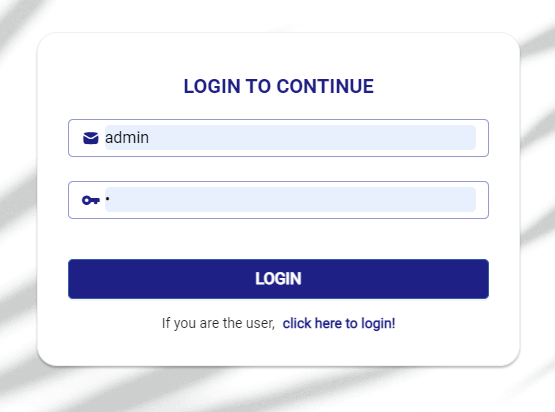 LOGIN TO CONTINUE
admin
•
LOGIN
If you are the user, click here to login!